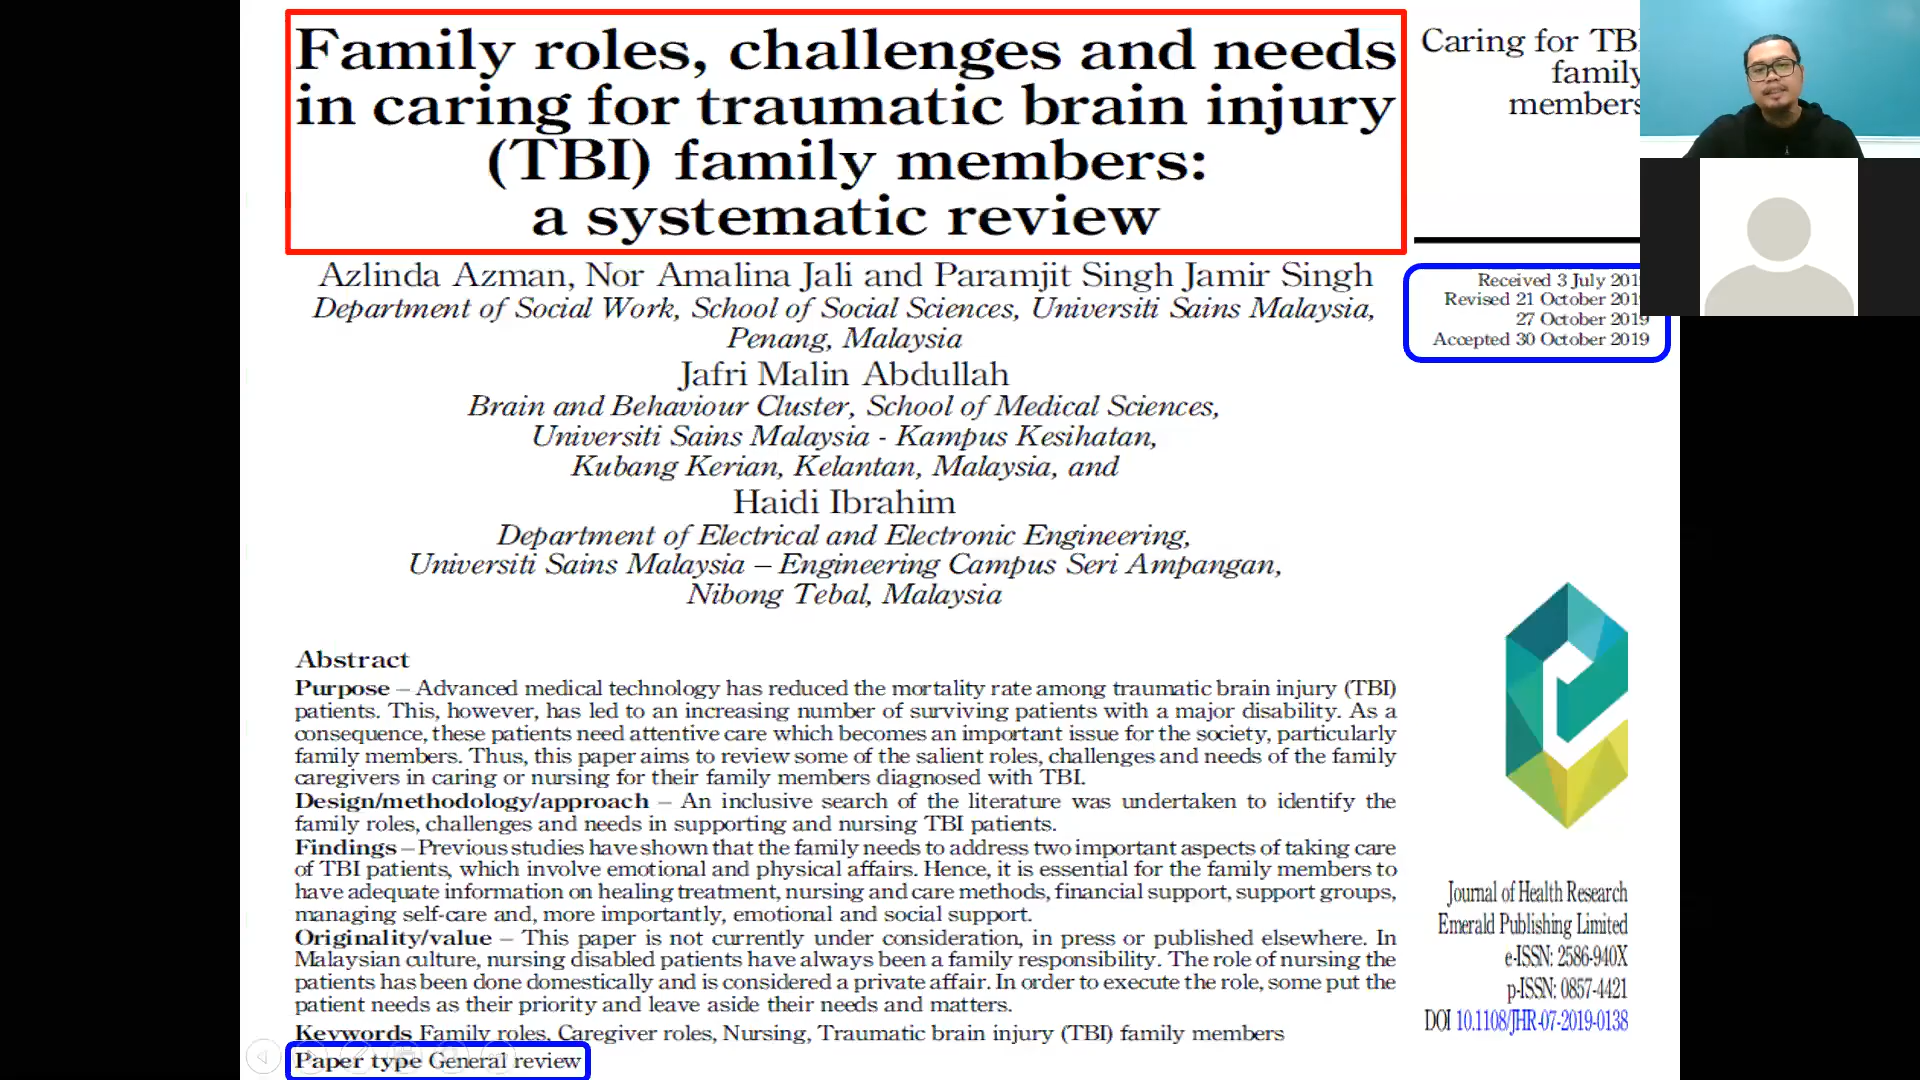 Family roles, challenges and needs
in caring for traumatic brain injury
(TBI) family members:
a systematic review
Caring for TBI
family
members
Azlinda Azman, Nor Amalina Jali and Paramjit Singh Jamir Singh
Department of Social Work, School of Social Sciences, Universiti Sains Malaysia,
Penang, Malaysia
Jafri Malin Abdullah
Brain and Behaviour Cluster, School of Medical Sciences,
Universiti Sains Malaysia - Kampus Kesihatan,
Kubang Kerian, Kelantan, Malaysia, and
Haidi Ibrahim
Department of Electrical and Electronic Engineering,
Universiti Sains Malaysia – Engineering Campus Seri Ampangan,
Nibong Tebal, Malaysia
Received 3 July
Revised 21 October
27 October 2019
Accepted 30 October 2019
Abstract
Purpose – Advanced medical technology has reduced the mortality rate among traumatic brain injury (TBI)
patients. This, however, has led to an increasing number of surviving patients with a major disability. As a
consequence, these patients need attentive care which becomes an important issue for the society, particularly
family members. Thus, this paper aims to review some of the salient roles, challenges and needs of the family
caregivers in caring or nursing for their family members diagnosed with TBI.
Design/methodology/approach – An inclusive search of the literature was undertaken to identify the
family roles, challenges and needs in supporting and nursing TBI patients.
Findings – Previous studies have shown that the family needs to address two important aspects of taking care
of TBI patients, which involve emotional and physical affairs. Hence, it is essential for the family members to
have adequate information on healing treatment, nursing and care methods, financial support, support groups,
managing self-care and, more importantly, emotional and social support.
Originality/value – This paper is not currently under consideration, in press or published elsewhere. In
Malaysian culture, nursing disabled patients have always been a family responsibility. The role of nursing the
patients has been done domestically and is considered a private affair. In order to execute the role, some put the
patient needs as their priority and leave aside their needs and matters.
Keywords Family roles, Caregiver roles, Nursing, Traumatic brain injury (TBI) family members
Paper type General review
Journal of Health Research
Emerald Publishing Limited
e-ISSN: 2586-940X
p-ISSN: 0857-4421
DOI 10.1108/JHR-07-2019-0138